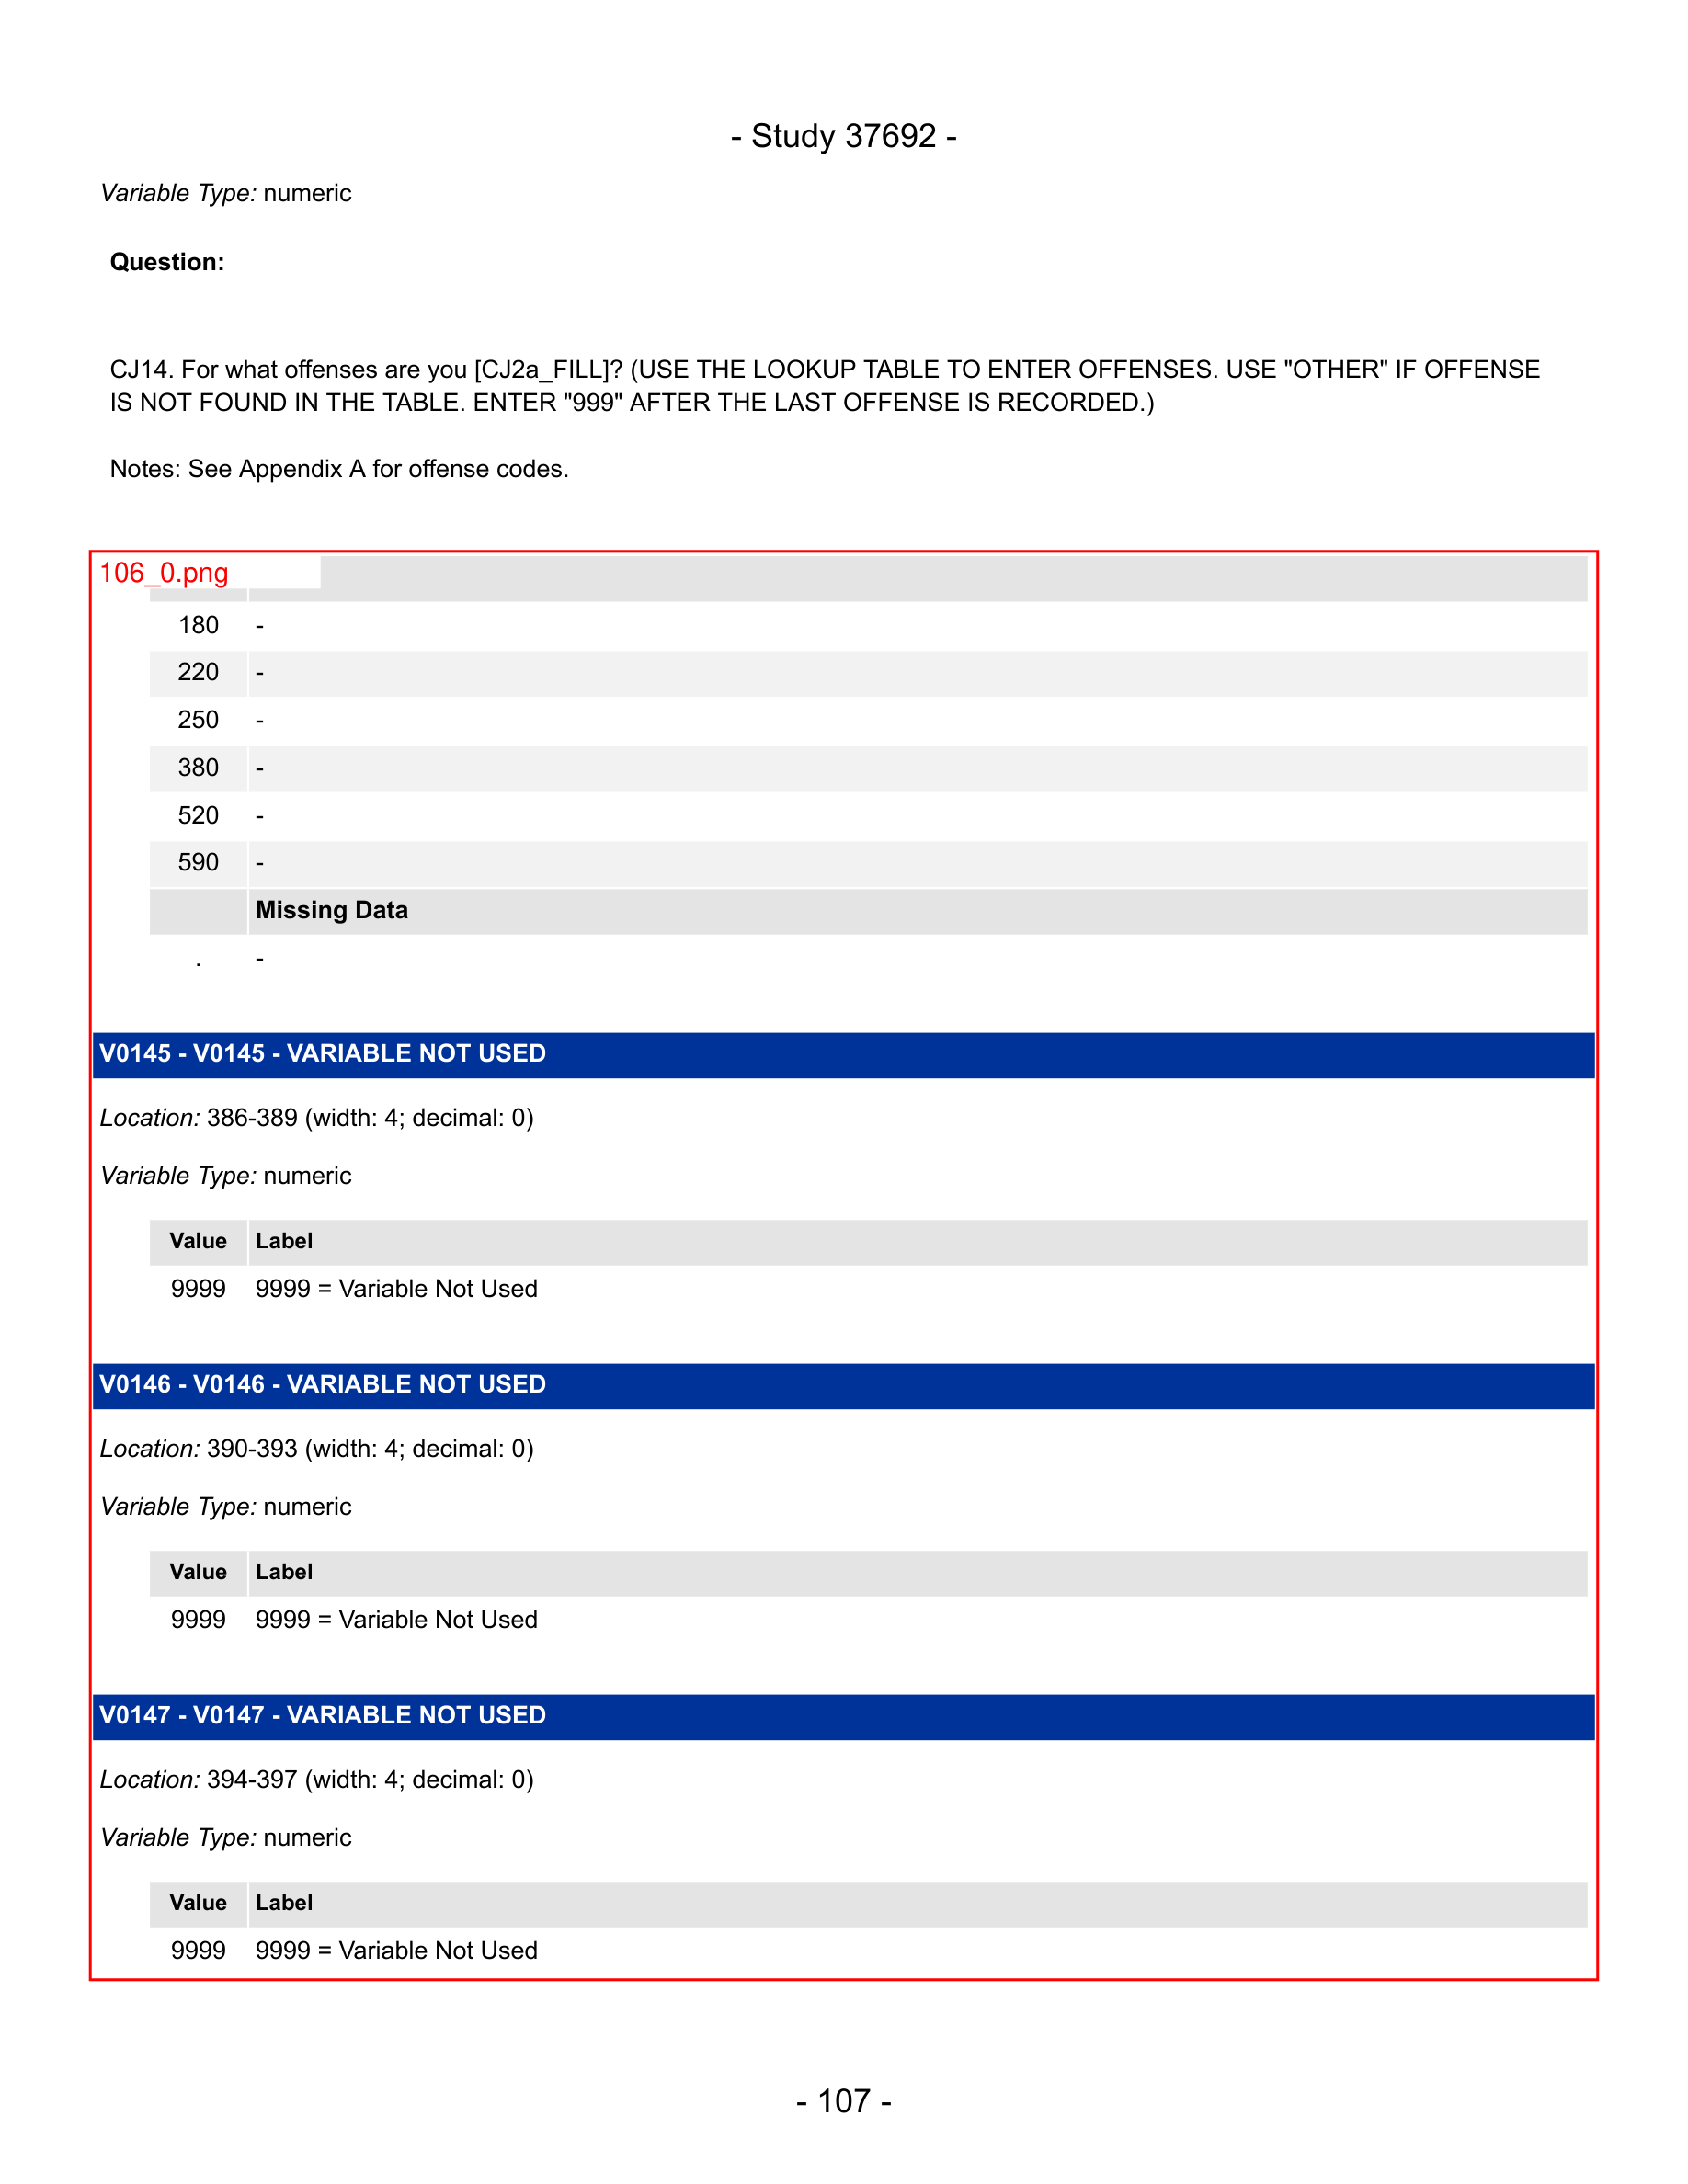 - Study 37692 -
Variable Type: numeric
Question:
CJ14. For what offenses are you [CJ2a_FILL]? (USE THE LOOKUP TABLE TO ENTER OFFENSES. USE "OTHER" IF OFFENSE
IS NOT FOUND IN THE TABLE. ENTER "999" AFTER THE LAST OFFENSE IS RECORDED.)
Notes: See Appendix A for offense codes.
106_0.png
180 -
220 -
250 -
380 -
520 -
590 -
Missing Data
. -
V0145 - V0145 - VARIABLE NOT USED
Location: 386-389 (width: 4; decimal: 0)
Variable Type: numeric
Value Label
9999 9999 = Variable Not Used
V0146 - V0146 - VARIABLE NOT USED
Location: 390-393 (width: 4; decimal: 0)
Variable Type: numeric
Value Label
9999 9999 = Variable Not Used
V0147 - V0147 - VARIABLE NOT USED
Location: 394-397 (width: 4; decimal: 0)
Variable Type: numeric
Value Label
9999 9999 = Variable Not Used
- 107 -